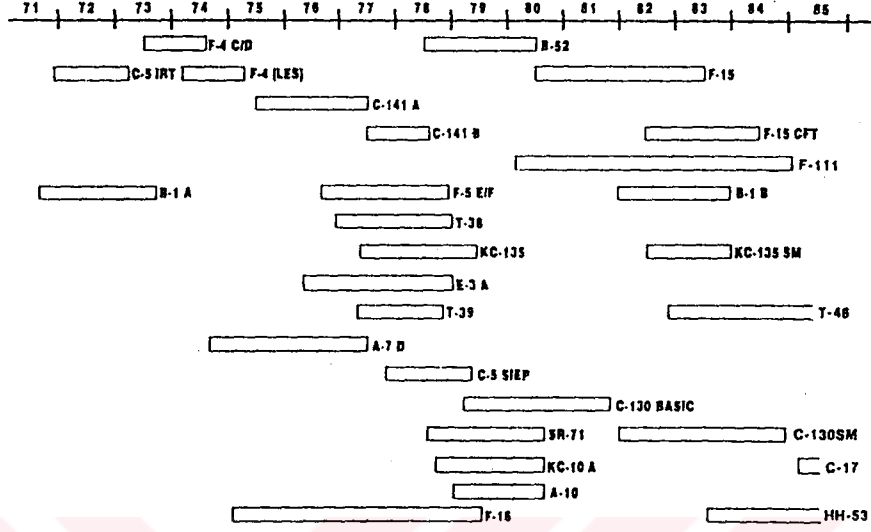 71 72 73 74 75 76 77 78 79 80 81 82 83 84 85
F-4 C/D B-52
C-5 IRT F-4 (LES) F-15
C-141 A
C-141 B F-15 CFT
F-111
B-1 A F-5 E/F B-1 B
T-38
KC-135 KC-135 SM
E-3 A
T-39 T-46
A-7 D
C-5 SIEP
C-130 BASIC
SR-71 C-130SM
KC-10 A C-17
A-10
F-16 HH-53